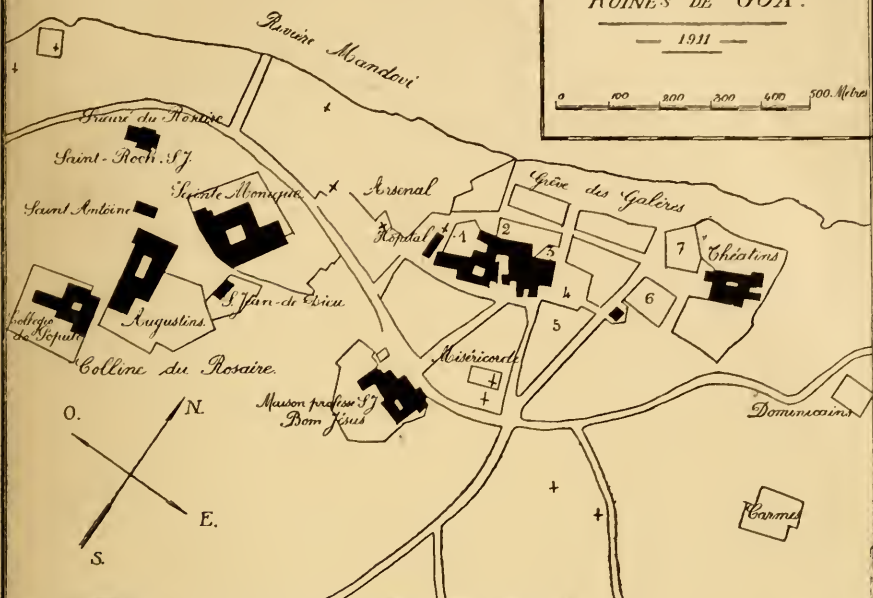 RUINES DE GOA.
1911
0 100 200 300 400 500 Mètres
Rivière Mandovi
Prieuré du Rosaire
Saint-Roch. S.J.
Sainte Monique
Saint Antoine
Arsenal
Grève des Galères
Hôpital
1
2
3
4
5
6
7
Théatins
S. Jean-de Dieu
Augustins.
Collegio
de Populo
Colline du Rosaire.
Miséricorde
Maison professe S.J.
Bom Jésus
Dominicains
Carmes
O.
N.
E.
S.